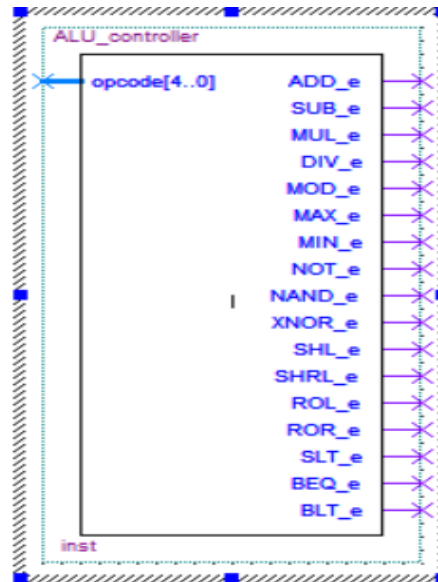 ALU_controller
opcode[4..0]
ADD_e
SUB_e
MUL_e
DIV_e
MOD_e
MAX_e
MIN_e
NOT_e
NAND_e
XNOR_e
SHL_e
SHRL_e
ROL_e
ROR_e
SLT_e
BEQ_e
BLT_e
I
inst